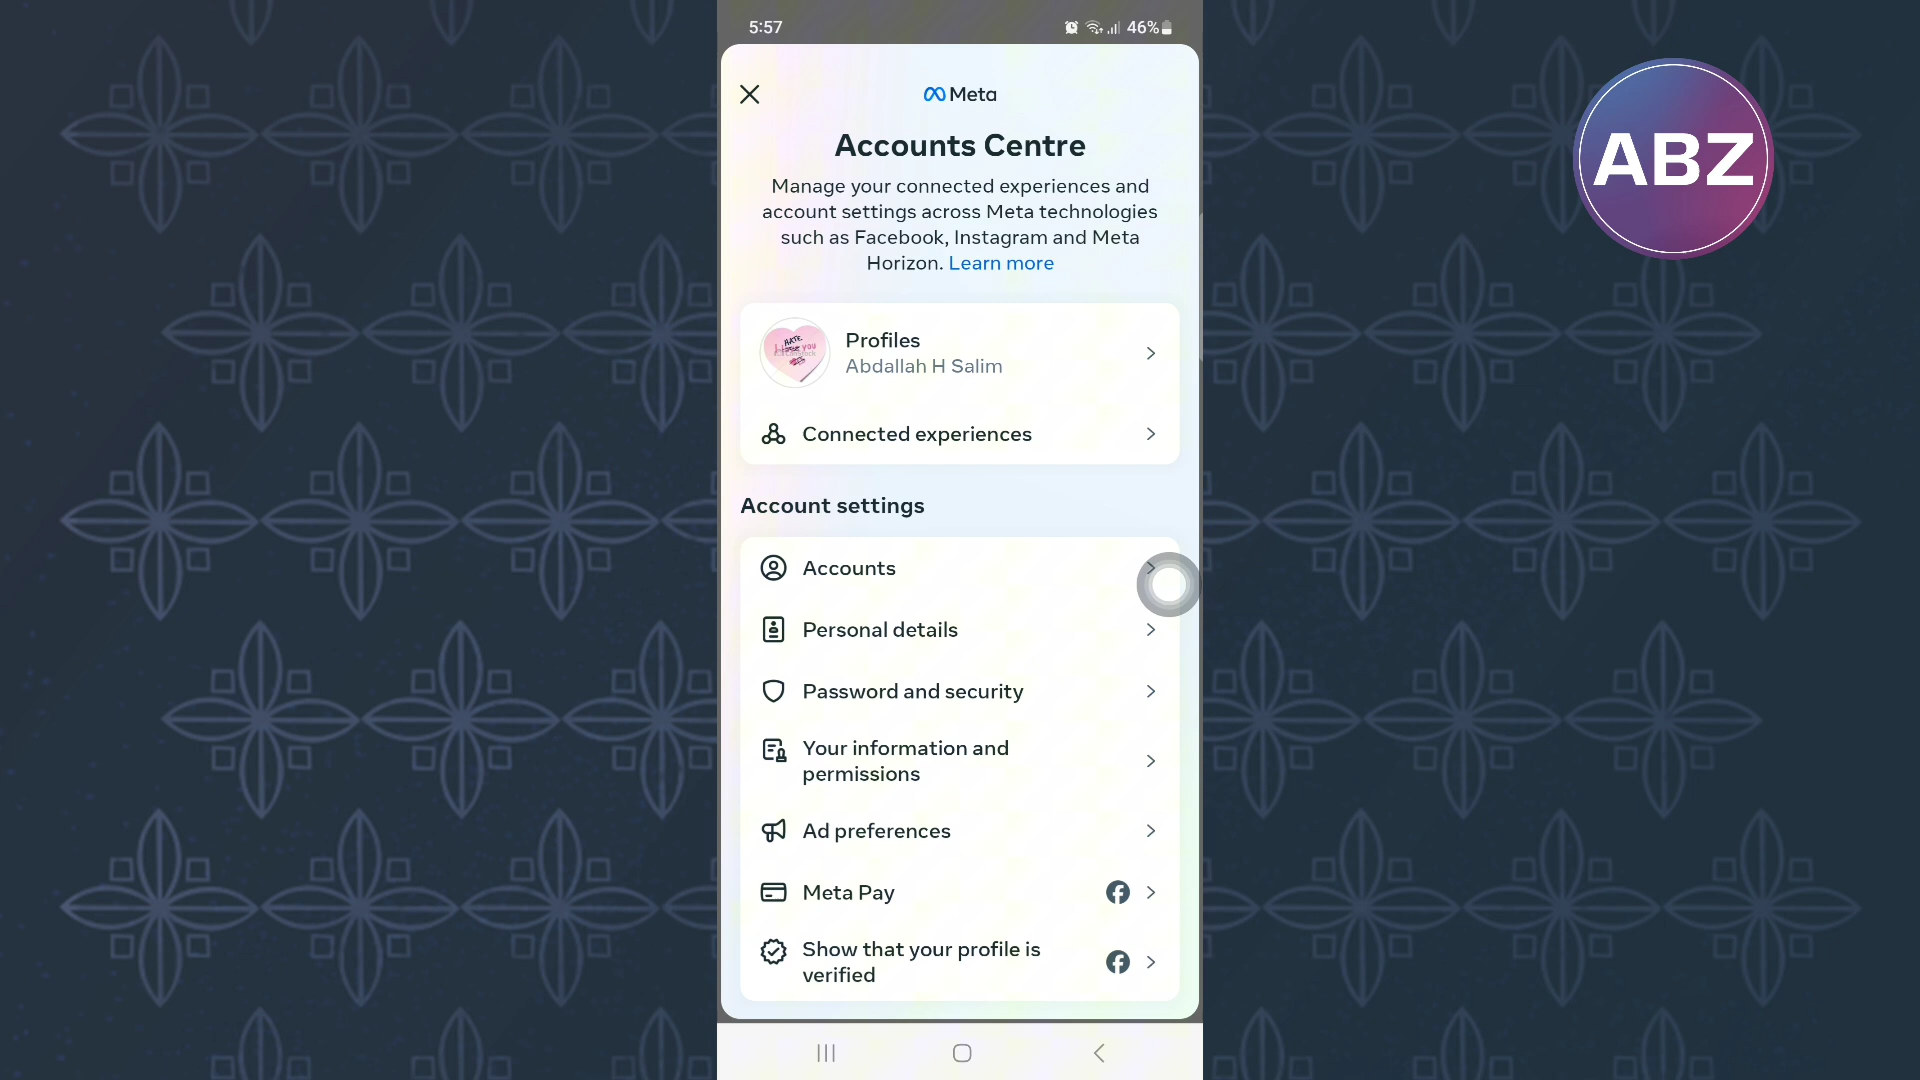 5:57
46%
ABZ
Meta
Accounts Centre
Manage your connected experiences and
account settings across Meta technologies
such as Facebook, Instagram and Meta
Horizon. Learn more
Profiles
Abdallah H Salim
Connected experiences
Account settings
Accounts
Personal details
Password and security
Your information and
permissions
Ad preferences
Meta Pay
Show that your profile is
verified